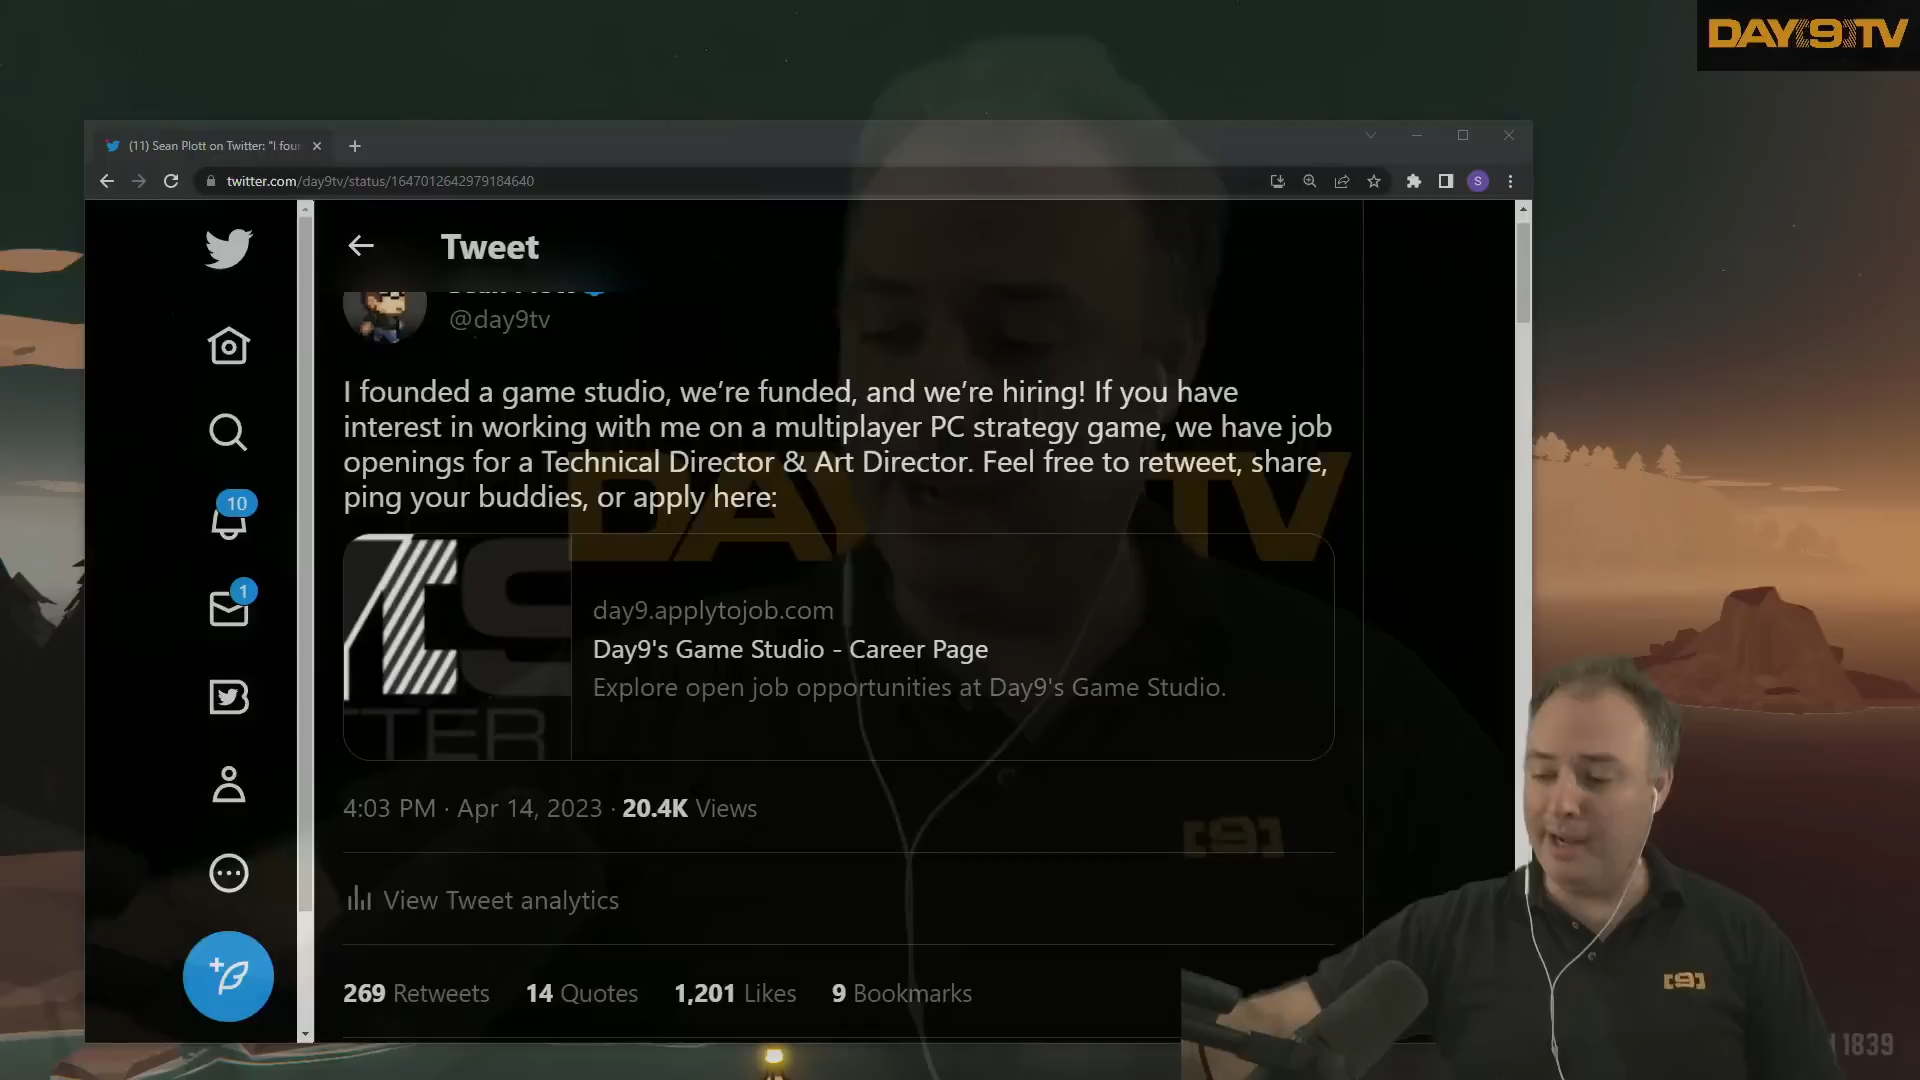 DAY[9]TV
(11) Sean Plott on Twitter: "I foun
twitter.com/day9tv/status/1647012642979184640
S
Tweet
@day9tv
I founded a game studio, we’re funded, and we’re hiring! If you have
interest in working with me on a multiplayer PC strategy game, we have job
openings for a Technical Director & Art Director. Feel free to retweet, share,
ping your buddies, or apply here:
10
1
day9.applytojob.com
Day9's Game Studio - Career Page
Explore open job opportunities at Day9's Game Studio.
4:03 PM · Apr 14, 2023 · 20.4K Views
View Tweet analytics
269 Retweets 14 Quotes 1,201 Likes 9 Bookmarks
[9]
[9]
1839